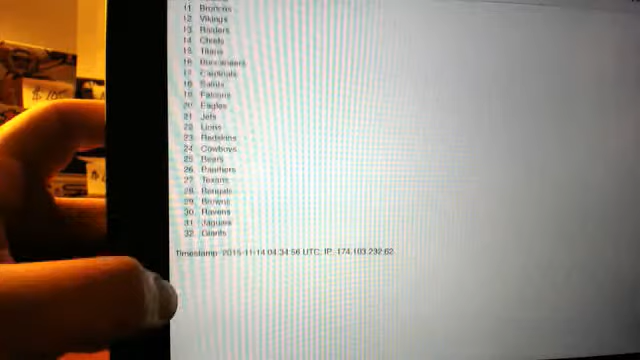 11 Broncos
12 Vikings
13 Raiders
14 Chiefs
15 Titans
16 Buccaneers
17 Cardinals
18 Saints
19 Falcons
20 Eagles
21 Jets
22 Lions
23 Redskins
24 Cowboys
25 Bears
26 Panthers
27 Texans
28 Bengals
29 Browns
30 Ravens
31 Jaguars
32 Giants
Timestamp: 2015-11-14 04:34:56 UTC; IP: 174.103.232.62